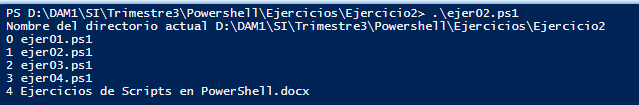 PS D:\DAM1\SI\Trimestre3\Powershell\Ejercicios\Ejercicio2> .\ejer02.ps1
Nombre del directorio actual D:\DAM1\SI\Trimestre3\Powershell\Ejercicios\Ejercicio2
0 ejer01.ps1
1 ejer02.ps1
2 ejer03.ps1
3 ejer04.ps1
4 Ejercicios de Scripts en PowerShell.docx